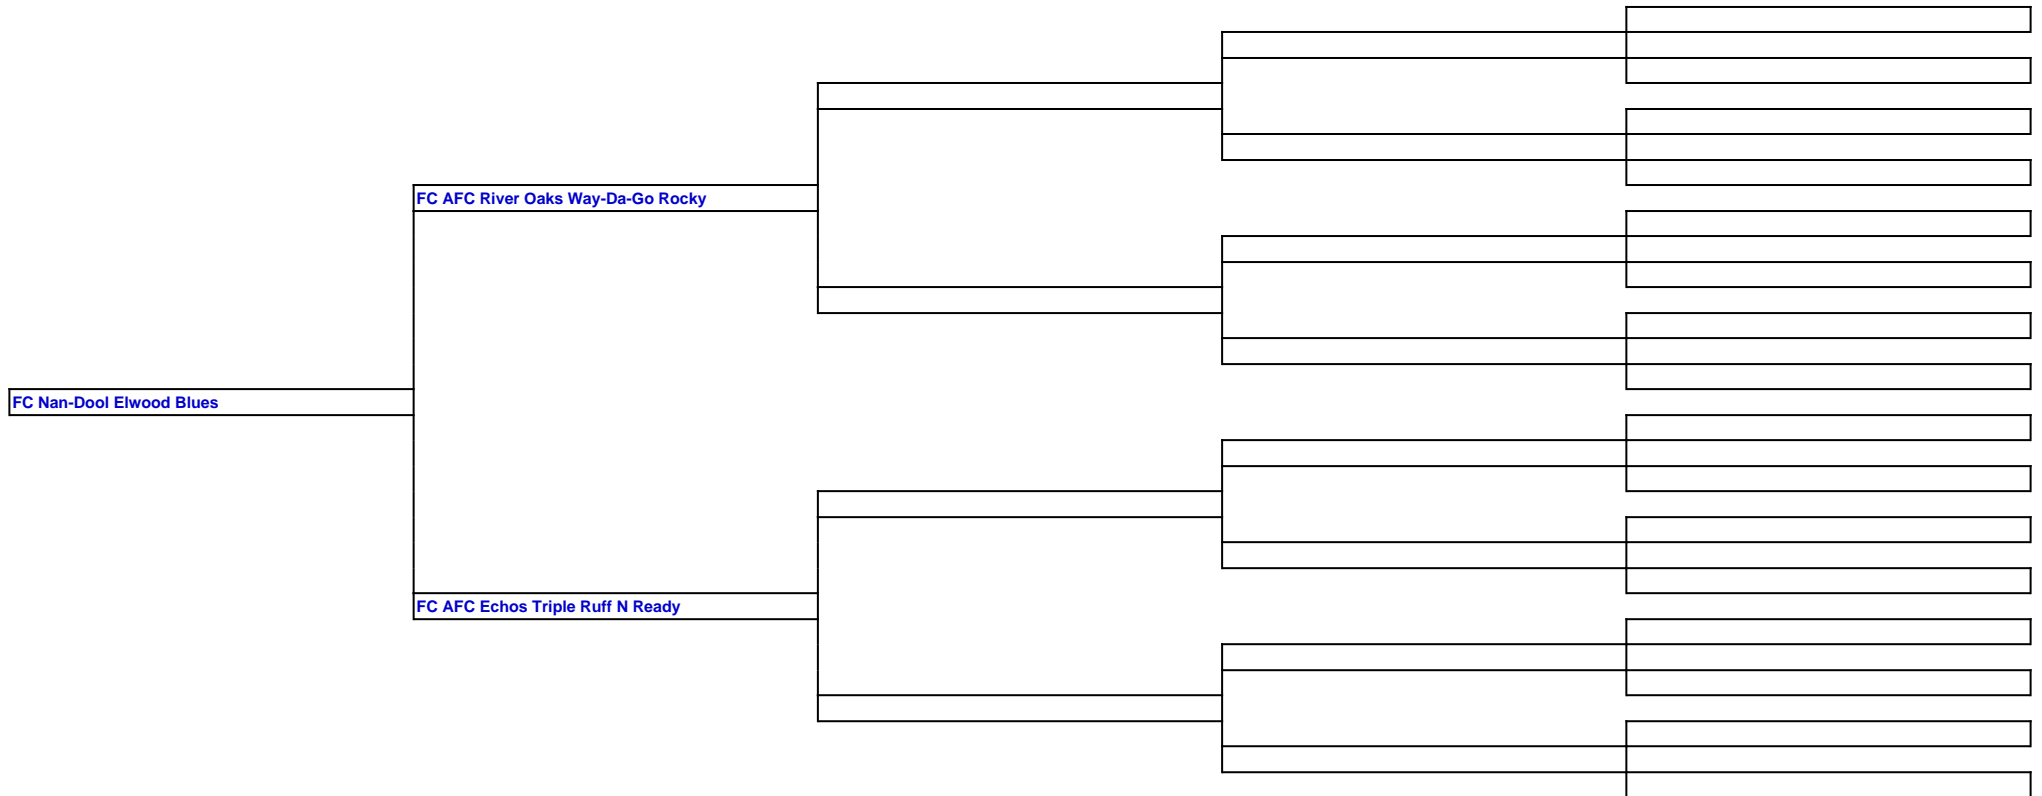 FC AFC River Oaks Way-Da-Go Rocky
FC Nan-Dool Elwood Blues
FC AFC Echos Triple Ruff N Ready